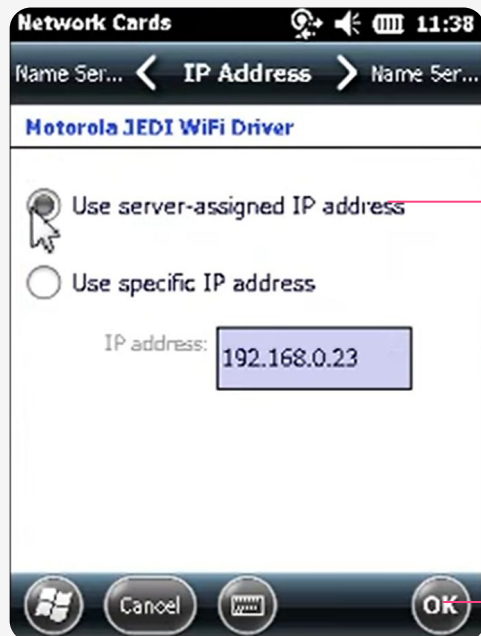 Network Cards 11:38
Name Ser... IP Address Name Ser...
Motorola JEDI WiFi Driver
Use server-assigned IP address
Use specific IP address
IP address: 192.168.0.23
Cancel OK